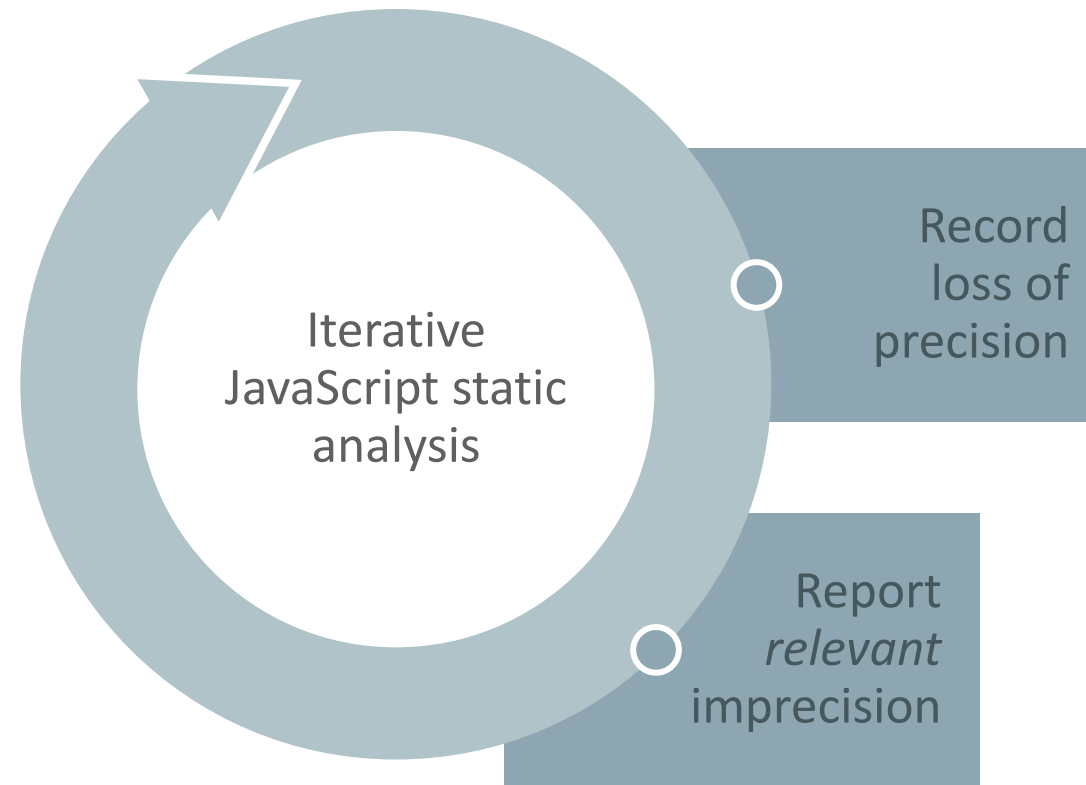 Iterative
JavaScript static
analysis
Record
loss of
precision
Report
relevant
imprecision